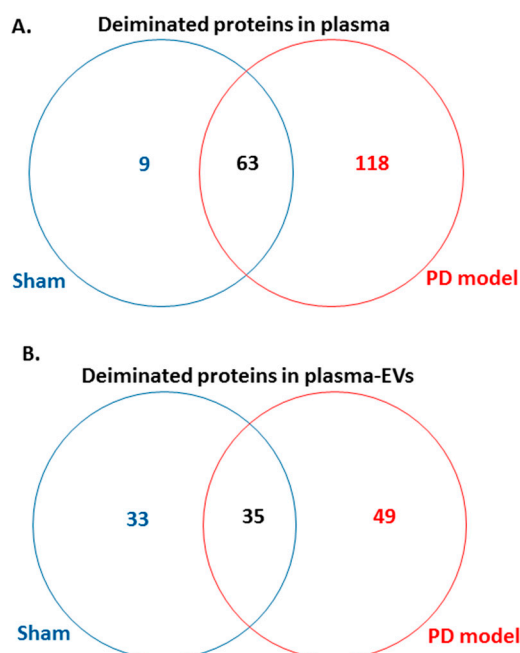 A.
Deiminated proteins in plasma
9
63
118
Sham
PD model
B.
Deiminated proteins in plasma-EVs
33
35
49
Sham
PD model